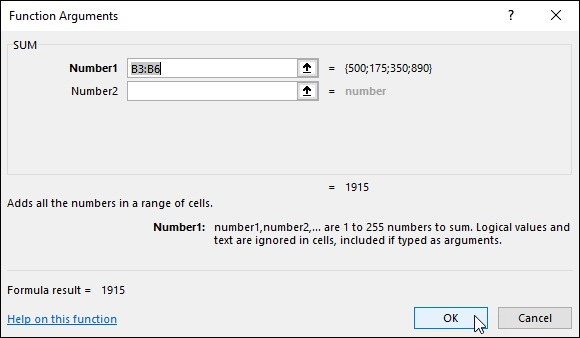 Function Arguments ? ×
SUM
Number1 B3:B6 = {500;175;350;890}
Number2 = number
= 1915
Adds all the numbers in a range of cells.
Number1: number1,number2,... are 1 to 255 numbers to sum. Logical values and
text are ignored in cells, included if typed as arguments.
Formula result = 1915
Help on this function OK Cancel